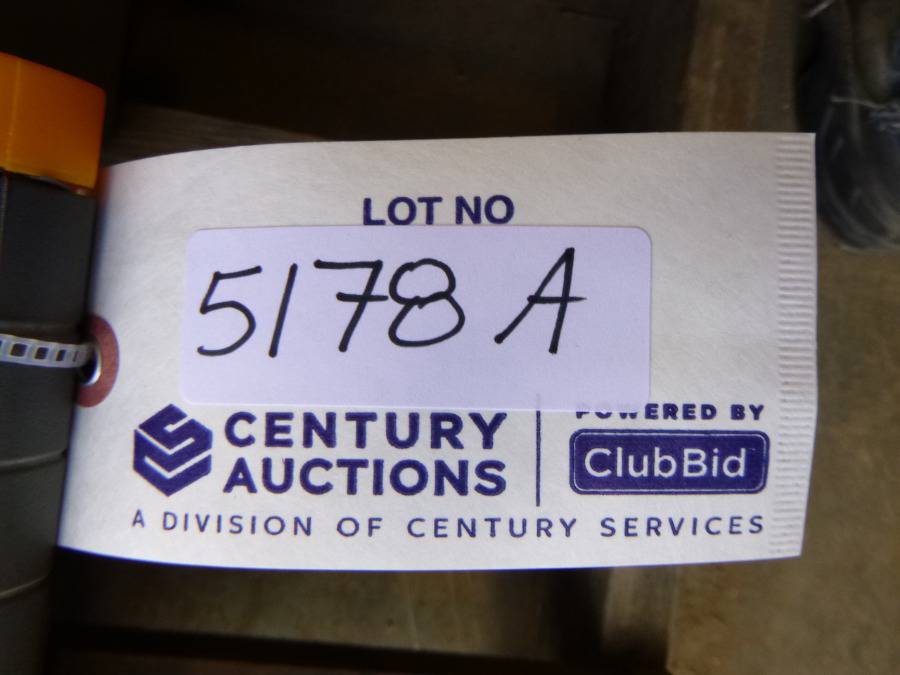 LOT NO
5178 A
CENTURY
AUCTIONS
POWERED BY
ClubBid
A DIVISION OF CENTURY SERVICES